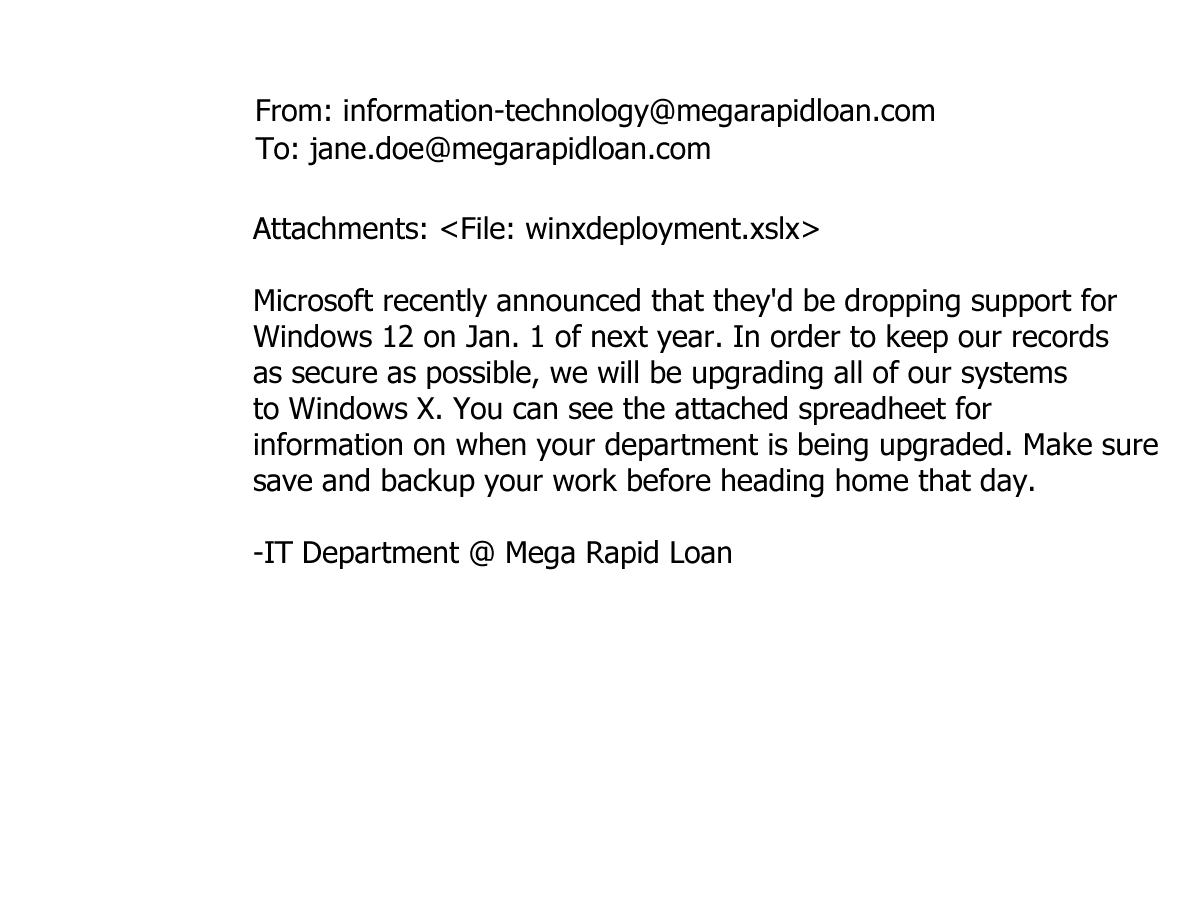 From: information-technology@megarapidloan.com
To: jane.doe@megarapidloan.com
Attachments: <File: winxdeployment.xslx>
Microsoft recently announced that they'd be dropping support for
Windows 12 on Jan. 1 of next year. In order to keep our records
as secure as possible, we will be upgrading all of our systems
to Windows X. You can see the attached spreadheet for
information on when your department is being upgraded. Make sure
save and backup your work before heading home that day.
-IT Department @ Mega Rapid Loan